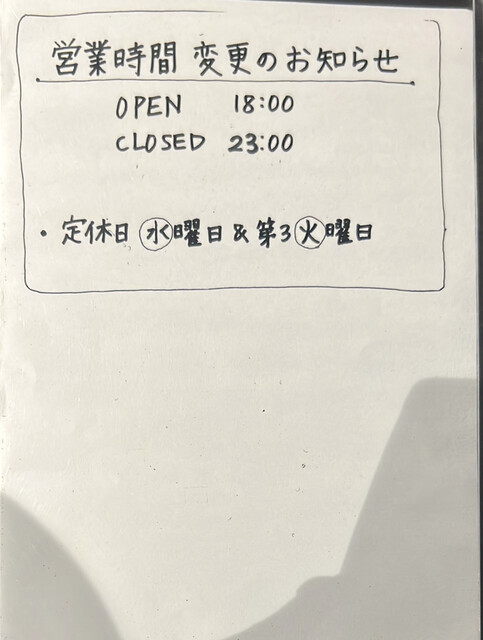 営業時間 変更のお知らせ
OPEN 18:00
CLOSED 23:00
・定休日 水曜日 & 第3火曜日